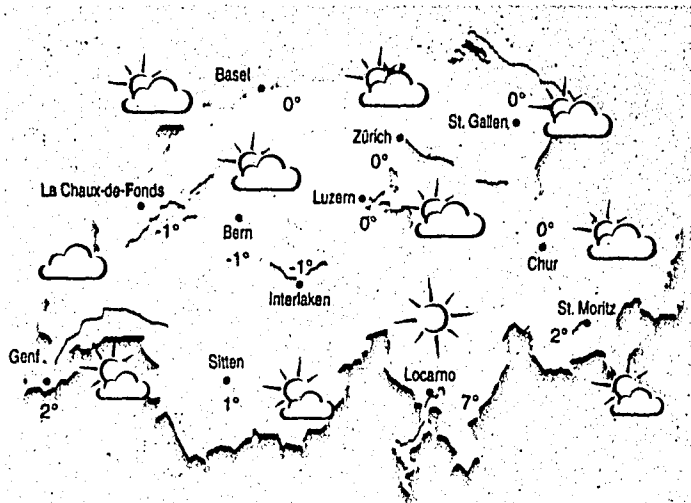 Basel
0°
0°
St. Gallen
Zürich
0°
La Chaux-de-Fonds
-1°
Luzern
0°
Bern
-1°
0°
Chur
-1°
Interlaken
St. Moritz
2°
Genf
2°
Sitten
1°
Locarno
7°